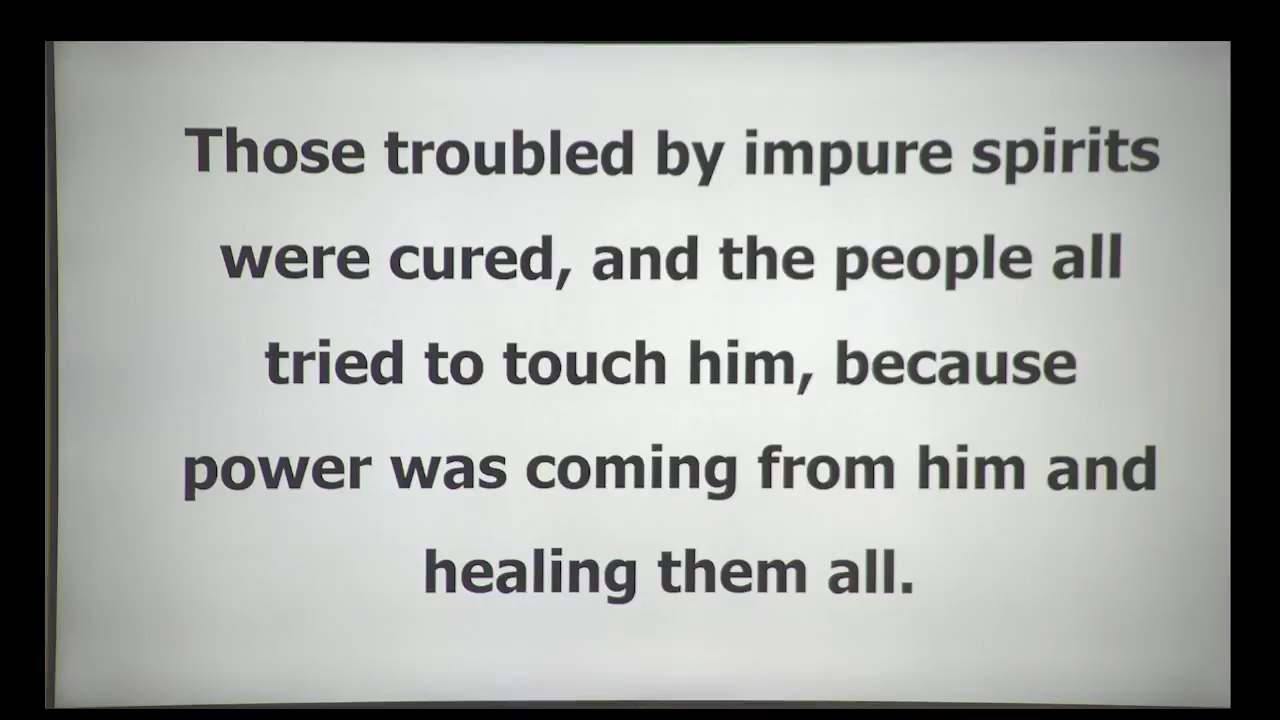 Those troubled by impure spirits
were cured, and the people all
tried to touch him, because
power was coming from him and
healing them all.